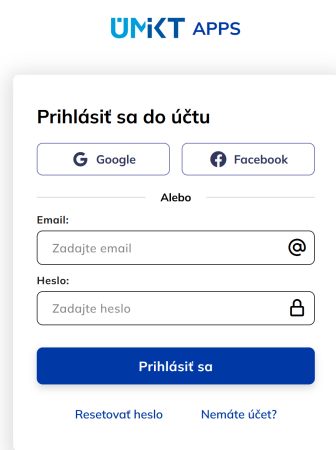 ÚMKT APPS
Prihlásiť sa do účtu
Google Facebook
Alebo
Email:
Zadajte email @
Heslo:
Zadajte heslo
Prihlásiť sa
Resetovať heslo Nemáte účet?